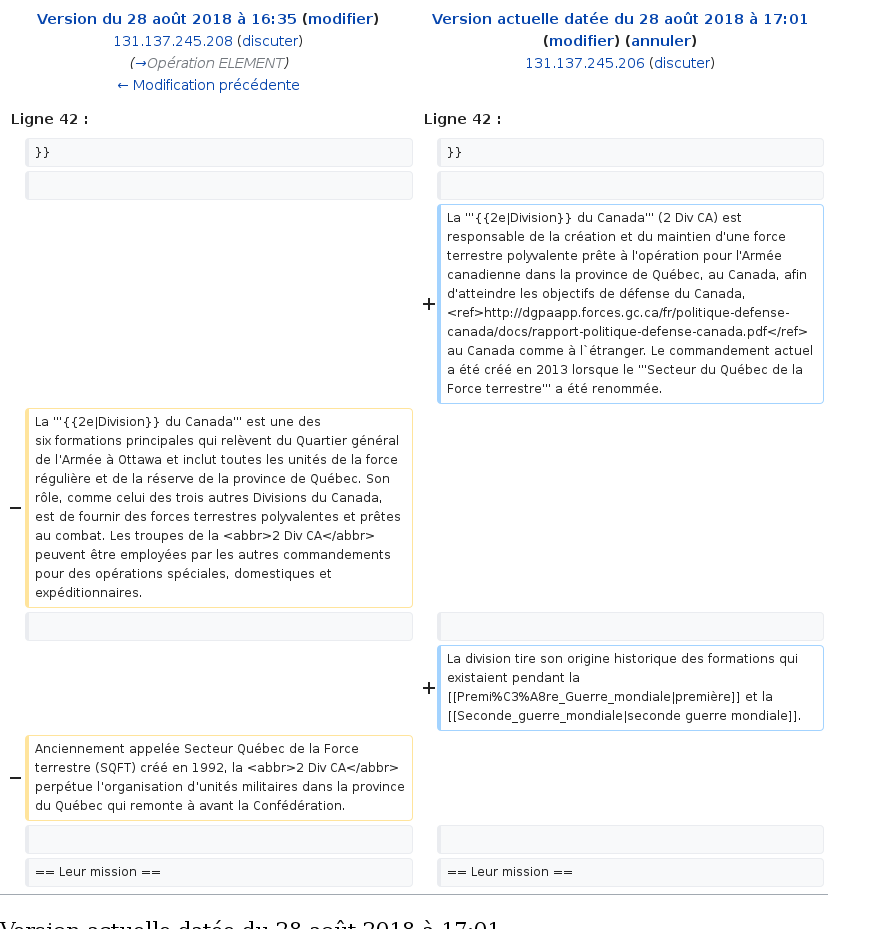 Version du 28 août 2018 à 16:35 (modifier)
131.137.245.208 (discuter)
(→Opération ELEMENT)
← Modification précédente
Version actuelle datée du 28 août 2018 à 17:01
(modifier) (annuler)
131.137.245.206 (discuter)
Ligne 42 :
Ligne 42 :
}}
}}
+
La '''{{2e|Division}} du Canada''' (2 Div CA) est
responsable de la création et du maintien d'une force
terrestre polyvalente prête à l'opération pour l'Armée
canadienne dans la province de Québec, au Canada, afin
d'atteindre les objectifs de défense du Canada,
<ref>http://dgpaapp.forces.gc.ca/fr/politique-defense-
canada/docs/rapport-politique-defense-canada.pdf</ref>
au Canada comme à l`étranger. Le commandement actuel
a été créé en 2013 lorsque le '''Secteur du Québec de la
Force terrestre''' a été renommée.
−
La '''{{2e|Division}} du Canada''' est une des
six formations principales qui relèvent du Quartier général
de l'Armée à Ottawa et inclut toutes les unités de la force
régulière et de la réserve de la province de Québec. Son
rôle, comme celui des trois autres Divisions du Canada,
est de fournir des forces terrestres polyvalentes et prêtes
au combat. Les troupes de la <abbr>2 Div CA</abbr>
peuvent être employées par les autres commandements
pour des opérations spéciales, domestiques et
expéditionnaires.
+
La division tire son origine historique des formations qui
existaient pendant la
[[Premi%C3%A8re_Guerre_mondiale|première]] et la
[[Seconde_guerre_mondiale|seconde guerre mondiale]].
−
Anciennement appelée Secteur Québec de la Force
terrestre (SQFT) créé en 1992, la <abbr>2 Div CA</abbr>
perpétue l'organisation d'unités militaires dans la province
du Québec qui remonte à avant la Confédération.
== Leur mission ==
== Leur mission ==
Version actuelle datée du 28 août 2018 à 17:01